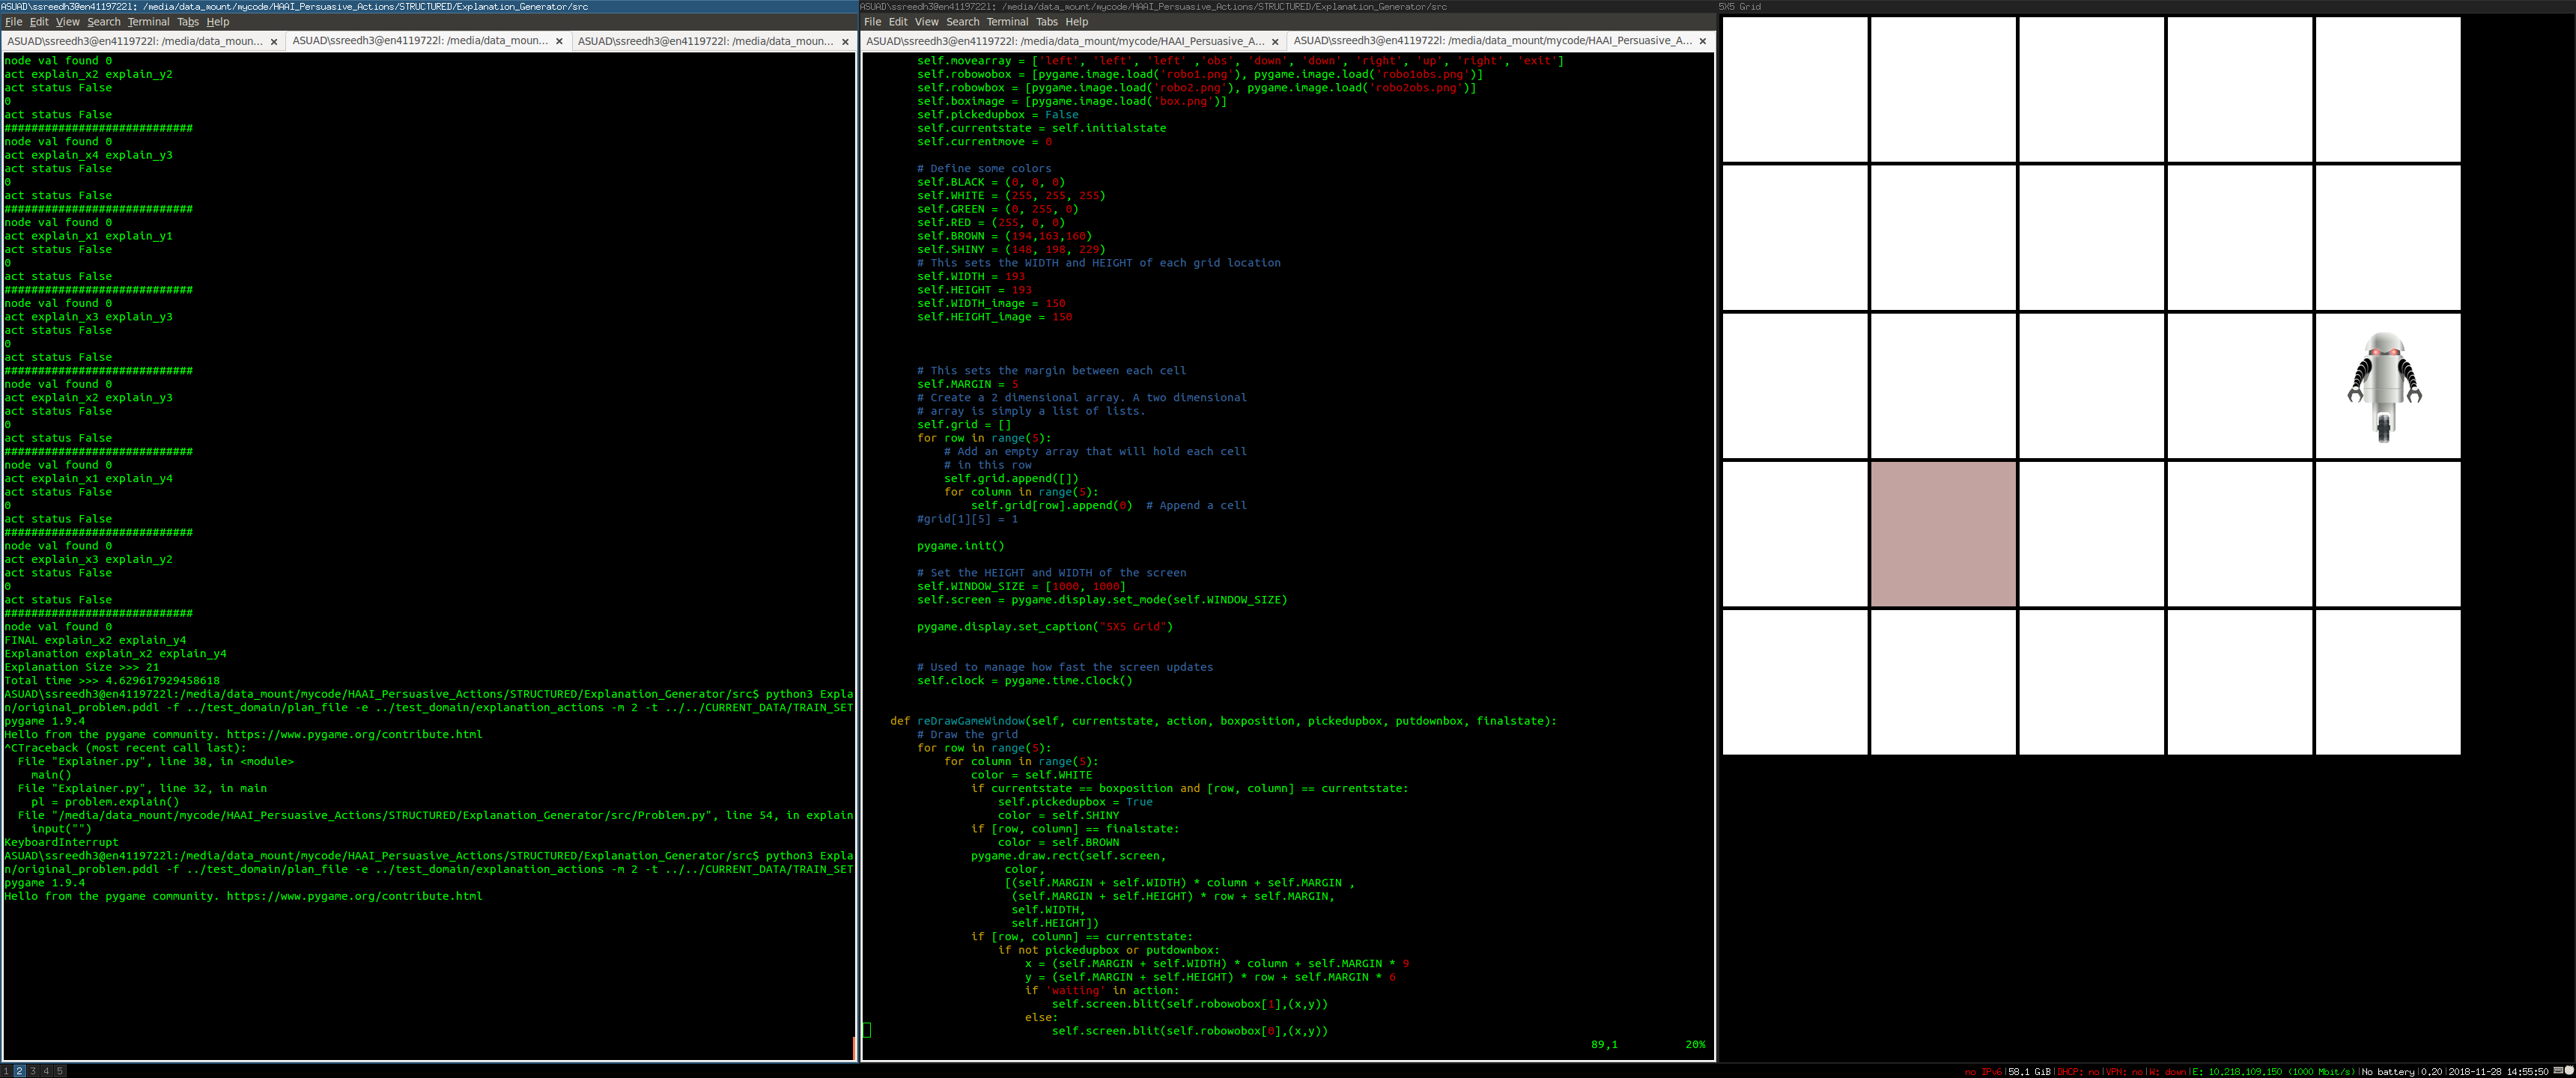 ASUAD\ssreedh3@en4119722l: /media/data_mount/mycode/HAAI_Persuasive_Actions/STRUCTURED/Explanation_Generator/src
File Edit View Search Terminal Tabs Help
ASUAD\ssreedh3@en4119722l: /media/data_moun... × ASUAD\ssreedh3@en4119722l: /media/data_moun... × ASUAD\ssreedh3@en4119722l: /media/data_moun... ×
node val found 0
act explain_x2 explain_y2
act status False
0
act status False
############################
node val found 0
act explain_x4 explain_y3
act status False
0
act status False
############################
node val found 0
act explain_x1 explain_y1
act status False
0
act status False
############################
node val found 0
act explain_x3 explain_y3
act status False
0
act status False
############################
node val found 0
act explain_x2 explain_y3
act status False
0
act status False
############################
node val found 0
act explain_x1 explain_y4
act status False
0
act status False
############################
node val found 0
act explain_x3 explain_y2
act status False
0
act status False
############################
node val found 0
FINAL explain_x2 explain_y4
Explanation explain_x2 explain_y4
Explanation Size >>> 21
Total time >>> 4.629617929458618
ASUAD\ssreedh3@en4119722l:/media/data_mount/mycode/HAAI_Persuasive_Actions/STRUCTURED/Explanation_Generator/src$ python3 Expla
n/original_problem.pddl -f ../test_domain/plan_file -e ../test_domain/explanation_actions -m 2 -t ../../CURRENT_DATA/TRAIN_SET
pygame 1.9.4
Hello from the pygame community. https://www.pygame.org/contribute.html
^CTraceback (most recent call last):
  File "Explainer.py", line 38, in <module>
    main()
  File "Explainer.py", line 32, in main
    pl = problem.explain()
  File "/media/data_mount/mycode/HAAI_Persuasive_Actions/STRUCTURED/Explanation_Generator/src/Problem.py", line 54, in explain
    input("")
KeyboardInterrupt
ASUAD\ssreedh3@en4119722l:/media/data_mount/mycode/HAAI_Persuasive_Actions/STRUCTURED/Explanation_Generator/src$ python3 Expla
n/original_problem.pddl -f ../test_domain/plan_file -e ../test_domain/explanation_actions -m 2 -t ../../CURRENT_DATA/TRAIN_SET
pygame 1.9.4
Hello from the pygame community. https://www.pygame.org/contribute.html
ASUAD\ssreedh3@en4119722l: /media/data_mount/mycode/HAAI_Persuasive_Actions/STRUCTURED/Explanation_Generator/src
File Edit View Search Terminal Tabs Help
ASUAD\ssreedh3@en4119722l: /media/data_mount/mycode/HAAI_Persuasive_A... × ASUAD\ssreedh3@en4119722l: /media/data_mount/mycode/HAAI_Persuasive_A... ×
self.movearray = ['left', 'left', 'left' ,'obs', 'down', 'down', 'right', 'up', 'right', 'exit']
self.robowobox = [pygame.image.load('robo1.png'), pygame.image.load('robo1obs.png')]
self.robowbox = [pygame.image.load('robo2.png'), pygame.image.load('robo2obs.png')]
self.boximage = [pygame.image.load('box.png')]
self.pickedupbox = False
self.currentstate = self.initialstate
self.currentmove = 0
# Define some colors
self.BLACK = (0, 0, 0)
self.WHITE = (255, 255, 255)
self.GREEN = (0, 255, 0)
self.RED = (255, 0, 0)
self.BROWN = (194,163,160)
self.SHINY = (148, 198, 229)
# This sets the WIDTH and HEIGHT of each grid location
self.WIDTH = 193
self.HEIGHT = 193
self.WIDTH_image = 150
self.HEIGHT_image = 150
# This sets the margin between each cell
self.MARGIN = 5
# Create a 2 dimensional array. A two dimensional
# array is simply a list of lists.
self.grid = []
for row in range(5):
    # Add an empty array that will hold each cell
    # in this row
    self.grid.append([])
    for column in range(5):
        self.grid[row].append(0)  # Append a cell
#grid[1][5] = 1
pygame.init()
# Set the HEIGHT and WIDTH of the screen
self.WINDOW_SIZE = [1000, 1000]
self.screen = pygame.display.set_mode(self.WINDOW_SIZE)
pygame.display.set_caption("5X5 Grid")
# Used to manage how fast the screen updates
self.clock = pygame.time.Clock()
def reDrawGameWindow(self, currentstate, action, boxposition, pickedupbox, putdownbox, finalstate):
    # Draw the grid
    for row in range(5):
        for column in range(5):
            color = self.WHITE
            if currentstate == boxposition and [row, column] == currentstate:
                self.pickedupbox = True
                color = self.SHINY
            if [row, column] == finalstate:
                color = self.BROWN
            pygame.draw.rect(self.screen,
                 color,
                 [(self.MARGIN + self.WIDTH) * column + self.MARGIN ,
                  (self.MARGIN + self.HEIGHT) * row + self.MARGIN,
                  self.WIDTH,
                  self.HEIGHT])
            if [row, column] == currentstate:
                if not pickedupbox or putdownbox:
                    x = (self.MARGIN + self.WIDTH) * column + self.MARGIN * 9
                    y = (self.MARGIN + self.HEIGHT) * row + self.MARGIN * 6
                    if 'waiting' in action:
                        self.screen.blit(self.robowobox[1],(x,y))
                    else:
                        self.screen.blit(self.robowobox[0],(x,y))
89,1 20%
5X5 Grid
1 2 3 4 5
no IPv6|58.1 GiB|DHCP: no|VPN: no|W: down|E: 10.218.109.150 (1000 Mbit/s)|No battery|0.20|2018-11-28 14:55:50